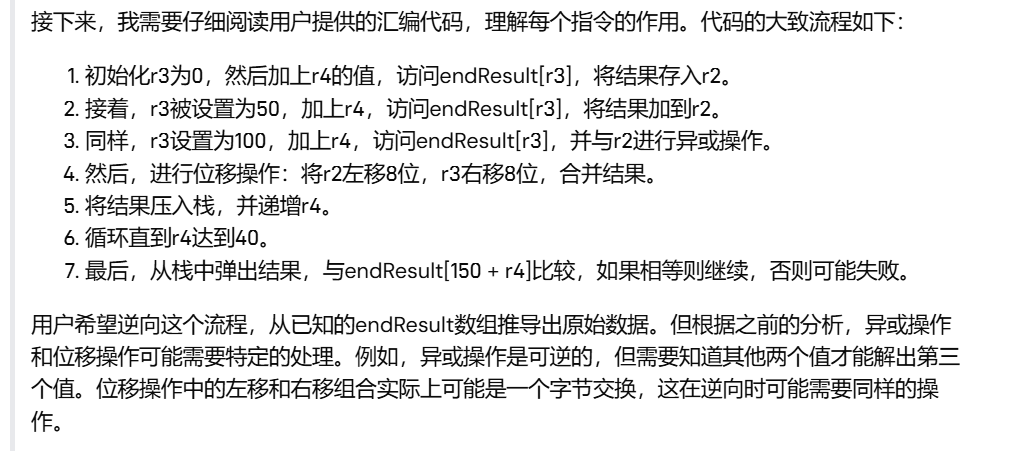 接下来，我需要仔细阅读用户提供的汇编代码，理解每个指令的作用。代码的大致流程如下：
1. 初始化r3为0，然后加上r4的值，访问endResult[r3]，将结果存入r2。
2. 接着，r3被设置为50，加上r4，访问endResult[r3]，将结果加到r2。
3. 同样，r3设置为100，加上r4，访问endResult[r3]，并与r2进行异或操作。
4. 然后，进行位移操作：将r2左移8位，r3右移8位，合并结果。
5. 将结果压入栈，并递增r4。
6. 循环直到r4达到40。
7. 最后，从栈中弹出结果，与endResult[150 + r4]比较，如果相等则继续，否则可能失败。
用户希望逆向这个流程，从已知的endResult数组推导出原始数据。但根据之前的分析，异或操作
和位移操作可能需要特定的处理。例如，异或操作是可逆的，但需要知道其他两个值才能解出第三
个值。位移操作中的左移和右移组合实际上可能是一个字节交换，这在逆向时可能需要同样的操
作。